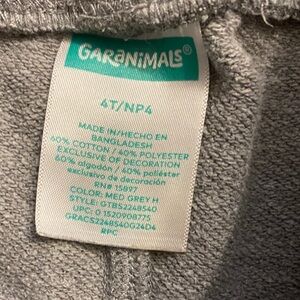 GARANIMALS®
4T/NP4
MADE IN/HECHO EN
BANGLADESH
60% COTTON / 40% POLYESTER
EXCLUSIVE OF DECORATION
60% algodón / 40% poliéster
exclusivo de decoración
RN# 15897
COLOR: MED GREY H
STYLE: GTBS2248540
UPC: 0 1520908775
GRACS2248540G24D4
RPC